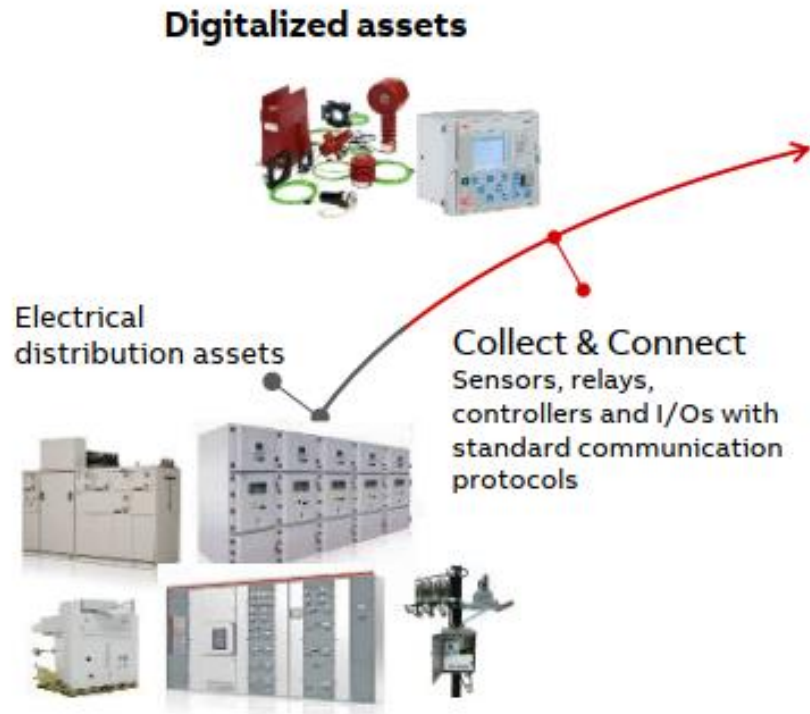 Digitalized assets
Electrical
distribution assets
Collect & Connect
Sensors, relays,
controllers and I/Os with
standard communication
protocols